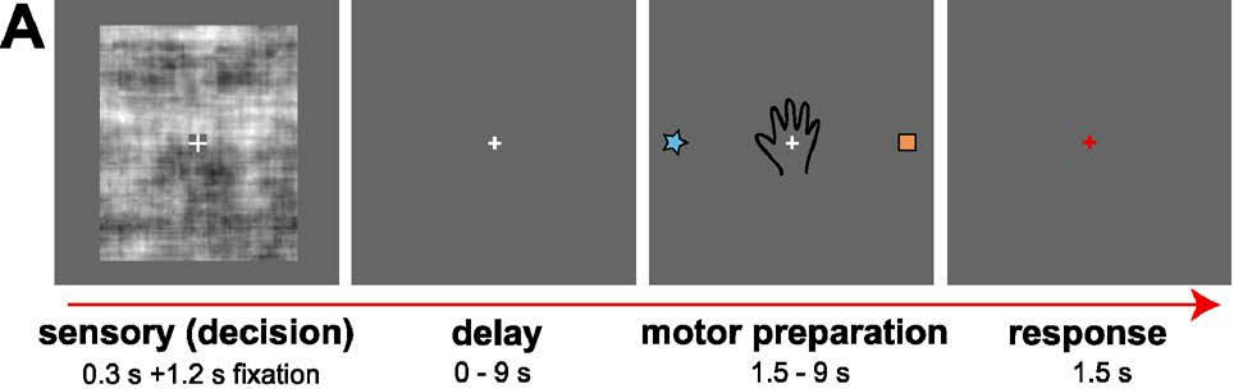 A
sensory (decision) delay motor preparation response
0.3 s +1.2 s fixation 0 - 9 s 1.5 - 9 s 1.5 s